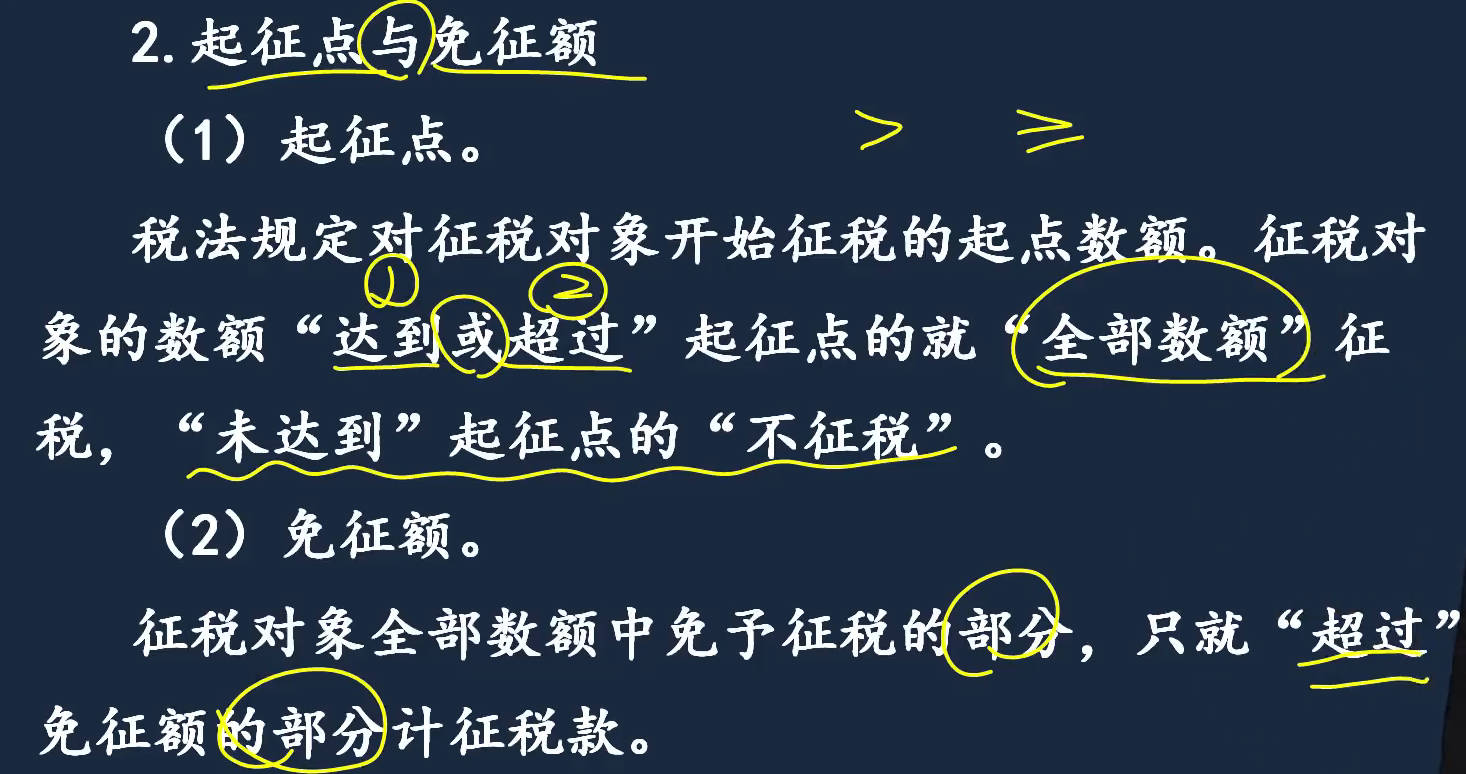 2.起征点与免征额
（1）起征点。
> ≥
税法规定对征税对象开始征税的起点数额。征税对
① ②
象的数额“达到或超过”起征点的就“全部数额”征
税，“未达到”起征点的“不征税”。
（2）免征额。
征税对象全部数额中免予征税的部分，只就“超过”
免征额的部分计征税款。